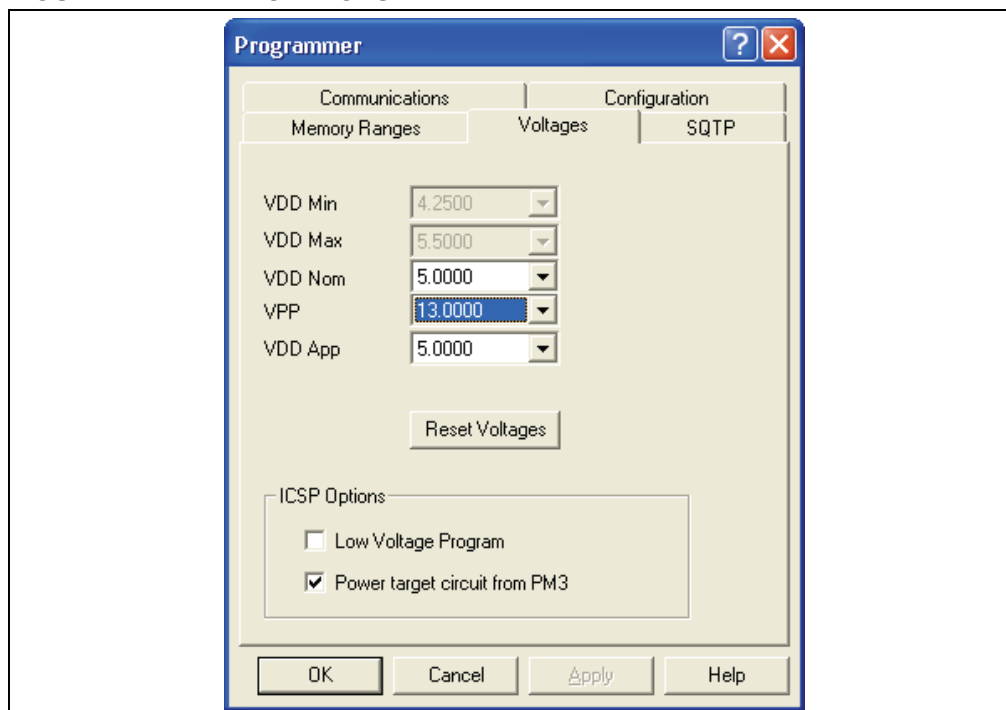 Programmer
Communications Configuration
Memory Ranges Voltages SQTP
VDD Min 4.2500
VDD Max 5.5000
VDD Nom 5.0000
VPP 13.0000
VDD App 5.0000
Reset Voltages
ICSP Options
Low Voltage Program
Power target circuit from PM3
OK Cancel Apply Help